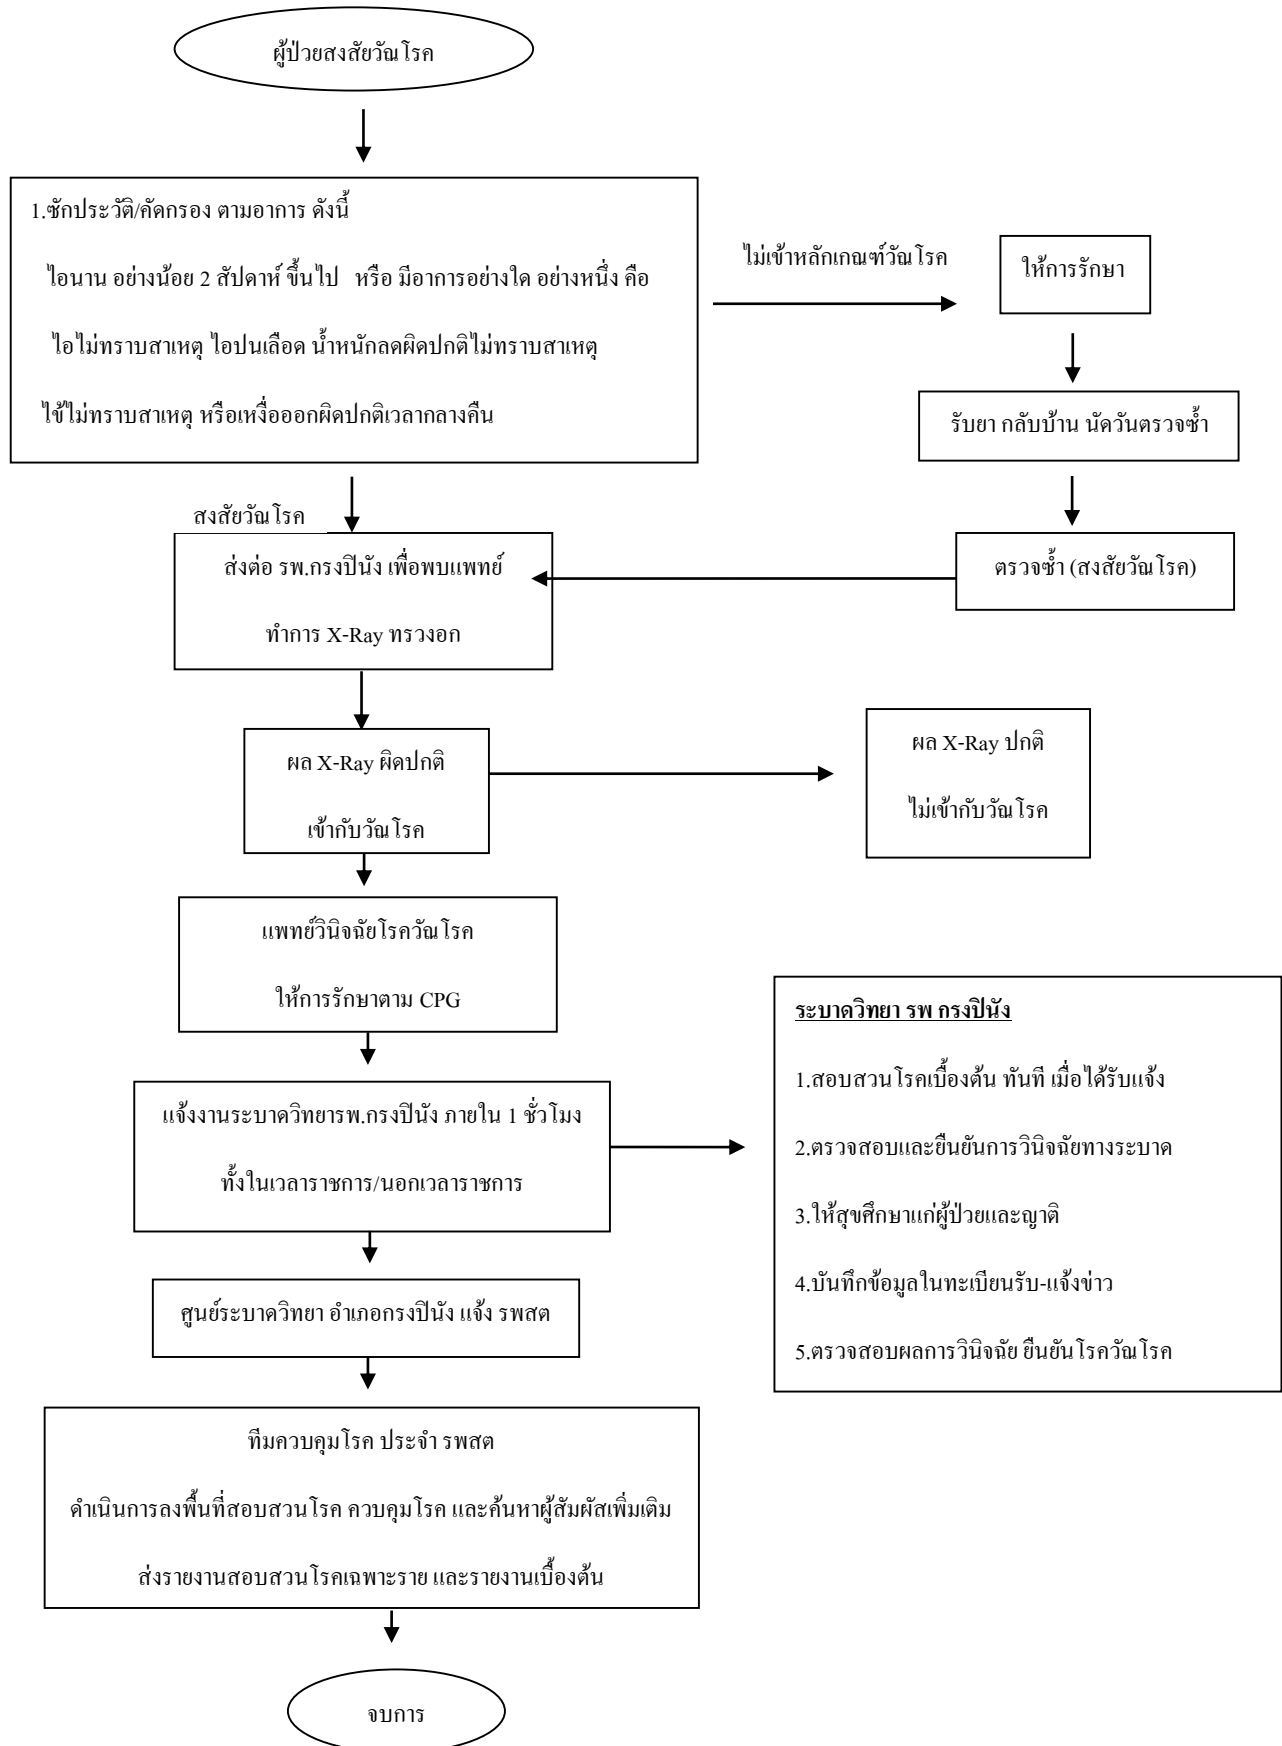 ผู้ป่วยสงสัยวัณโรค
1.ซักประวัติ/คัดกรอง ตามอาการ ดังนี้
ไอนาน อย่างน้อย 2 สัปดาห์ ขึ้นไป หรือ มีอาการอย่างใด อย่างหนึ่ง คือ
ไอไม่ทราบสาเหตุ ไอปนเลือด น้ำหนักลดผิดปกติไม่ทราบสาเหตุ
ไข้ไม่ทราบสาเหตุ หรือเหงื่อออกผิดปกติเวลากลางคืน
ไม่เข้าหลักเกณฑ์วัณโรค
ให้การรักษา
รับยา กลับบ้าน นัดวันตรวจซ้ำ
ตรวจซ้ำ (สงสัยวัณโรค)
สงสัยวัณโรค
ส่งต่อ รพ.กรงปินัง เพื่อพบแพทย์
ทำการ X-Ray ทรวงอก
ผล X-Ray ผิดปกติ
เข้ากับวัณโรค
ผล X-Ray ปกติ
ไม่เข้ากับวัณโรค
แพทย์วินิจฉัยโรควัณโรค
ให้การรักษาตาม CPG
แจ้งงานระบาดวิทยารพ.กรงปินัง ภายใน 1 ชั่วโมง
ทั้งในเวลาราชการ/นอกเวลาราชการ
ระบาดวิทยา รพ กรงปินัง
1.สอบสวนโรคเบื้องต้น ทันที เมื่อได้รับแจ้ง
2.ตรวจสอบและยืนยันการวินิจฉัยทางระบาด
3.ให้สุขศึกษาแก่ผู้ป่วยและญาติ
4.บันทึกข้อมูลในทะเบียนรับ-แจ้งข่าว
5.ตรวจสอบผลการวินิจฉัย ยืนยันโรควัณโรค
ศูนย์ระบาดวิทยา อำเภอกรงปินัง แจ้ง รพสต
ทีมควบคุมโรค ประจำ รพสต
ดำเนินการลงพื้นที่สอบสวนโรค ควบคุมโรค และค้นหาผู้สัมผัสเพิ่มเติม
ส่งรายงานสอบสวนโรคเฉพาะราย และรายงานเบื้องต้น
จบการ